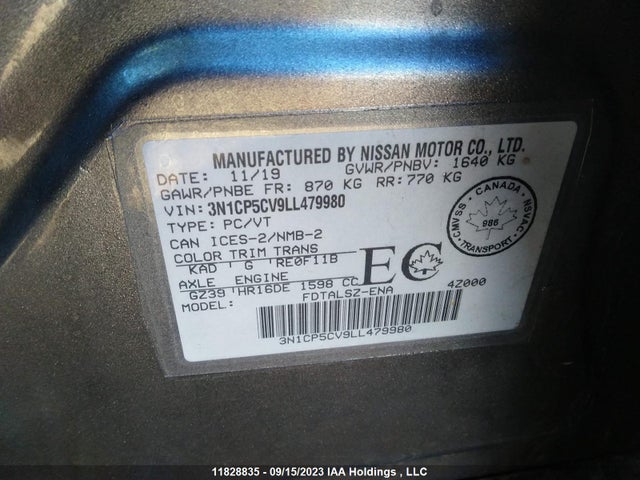 MANUFACTURED BY NISSAN MOTOR CO., LTD.
DATE: 11/19 GVWR/PNBV: 1640 KG
GAWR/PNBE FR: 870 KG RR: 770 KG
VIN: 3N1CP5CV9LL479980
TYPE: PC/VT
CAN ICES-2/NMB-2
COLOR TRIM TRANS
KAD G RE0F11B
AXLE ENGINE
GZ39 HR16DE 1598 CC
EC
4Z000
MODEL: FDTALSZ-ENA
3N1CP5CV9LL479980
CANADA
CMVSS
NSVAC
986
11828835 - 09/15/2023 IAA Holdings , LLC